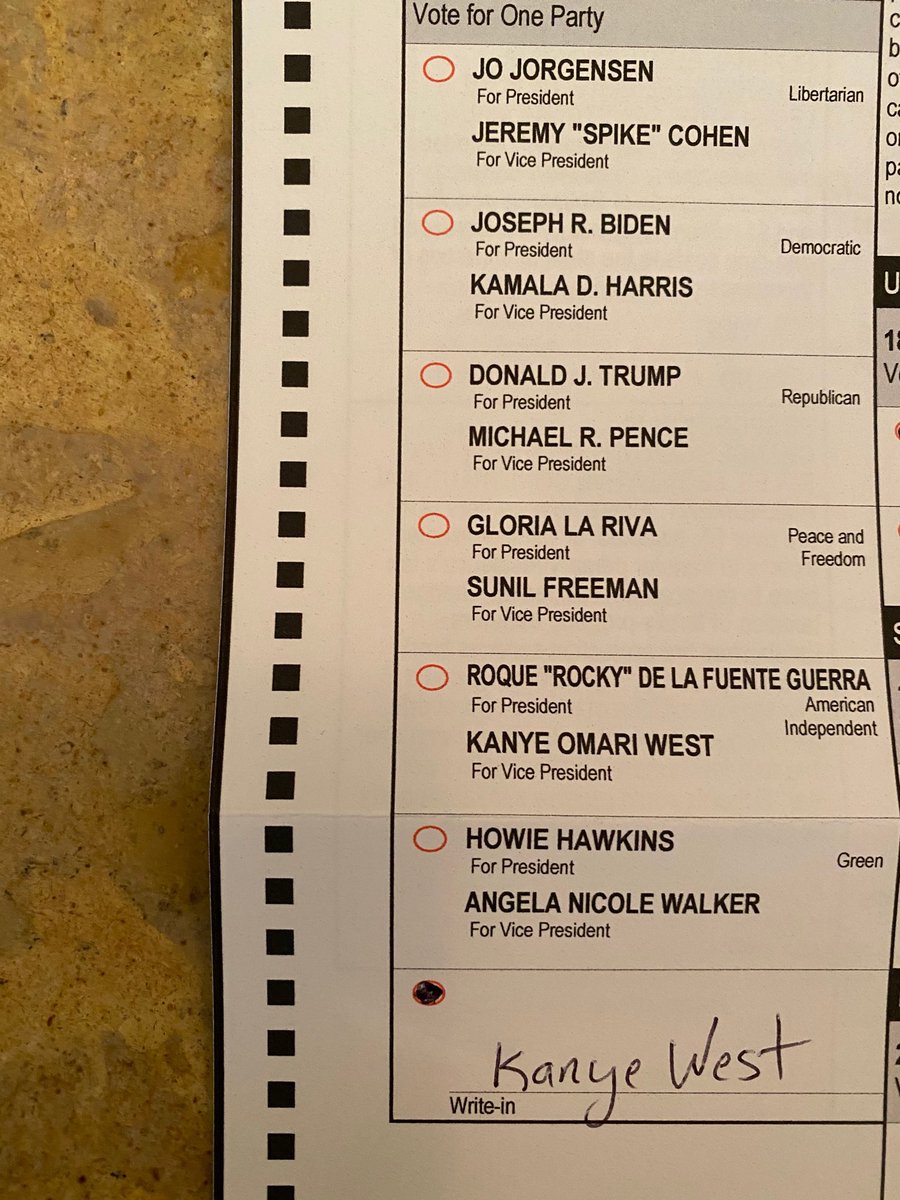 Vote for One Party
JO JORGENSEN
For President
Libertarian
JEREMY "SPIKE" COHEN
For Vice President
JOSEPH R. BIDEN
For President
Democratic
KAMALA D. HARRIS
For Vice President
DONALD J. TRUMP
For President
Republican
MICHAEL R. PENCE
For Vice President
GLORIA LA RIVA
For President
Peace and
Freedom
SUNIL FREEMAN
For Vice President
ROQUE "ROCKY" DE LA FUENTE GUERRA
For President
American
Independent
KANYE OMARI WEST
For Vice President
HOWIE HAWKINS
For President
Green
ANGELA NICOLE WALKER
For Vice President
Kanye West
Write-in